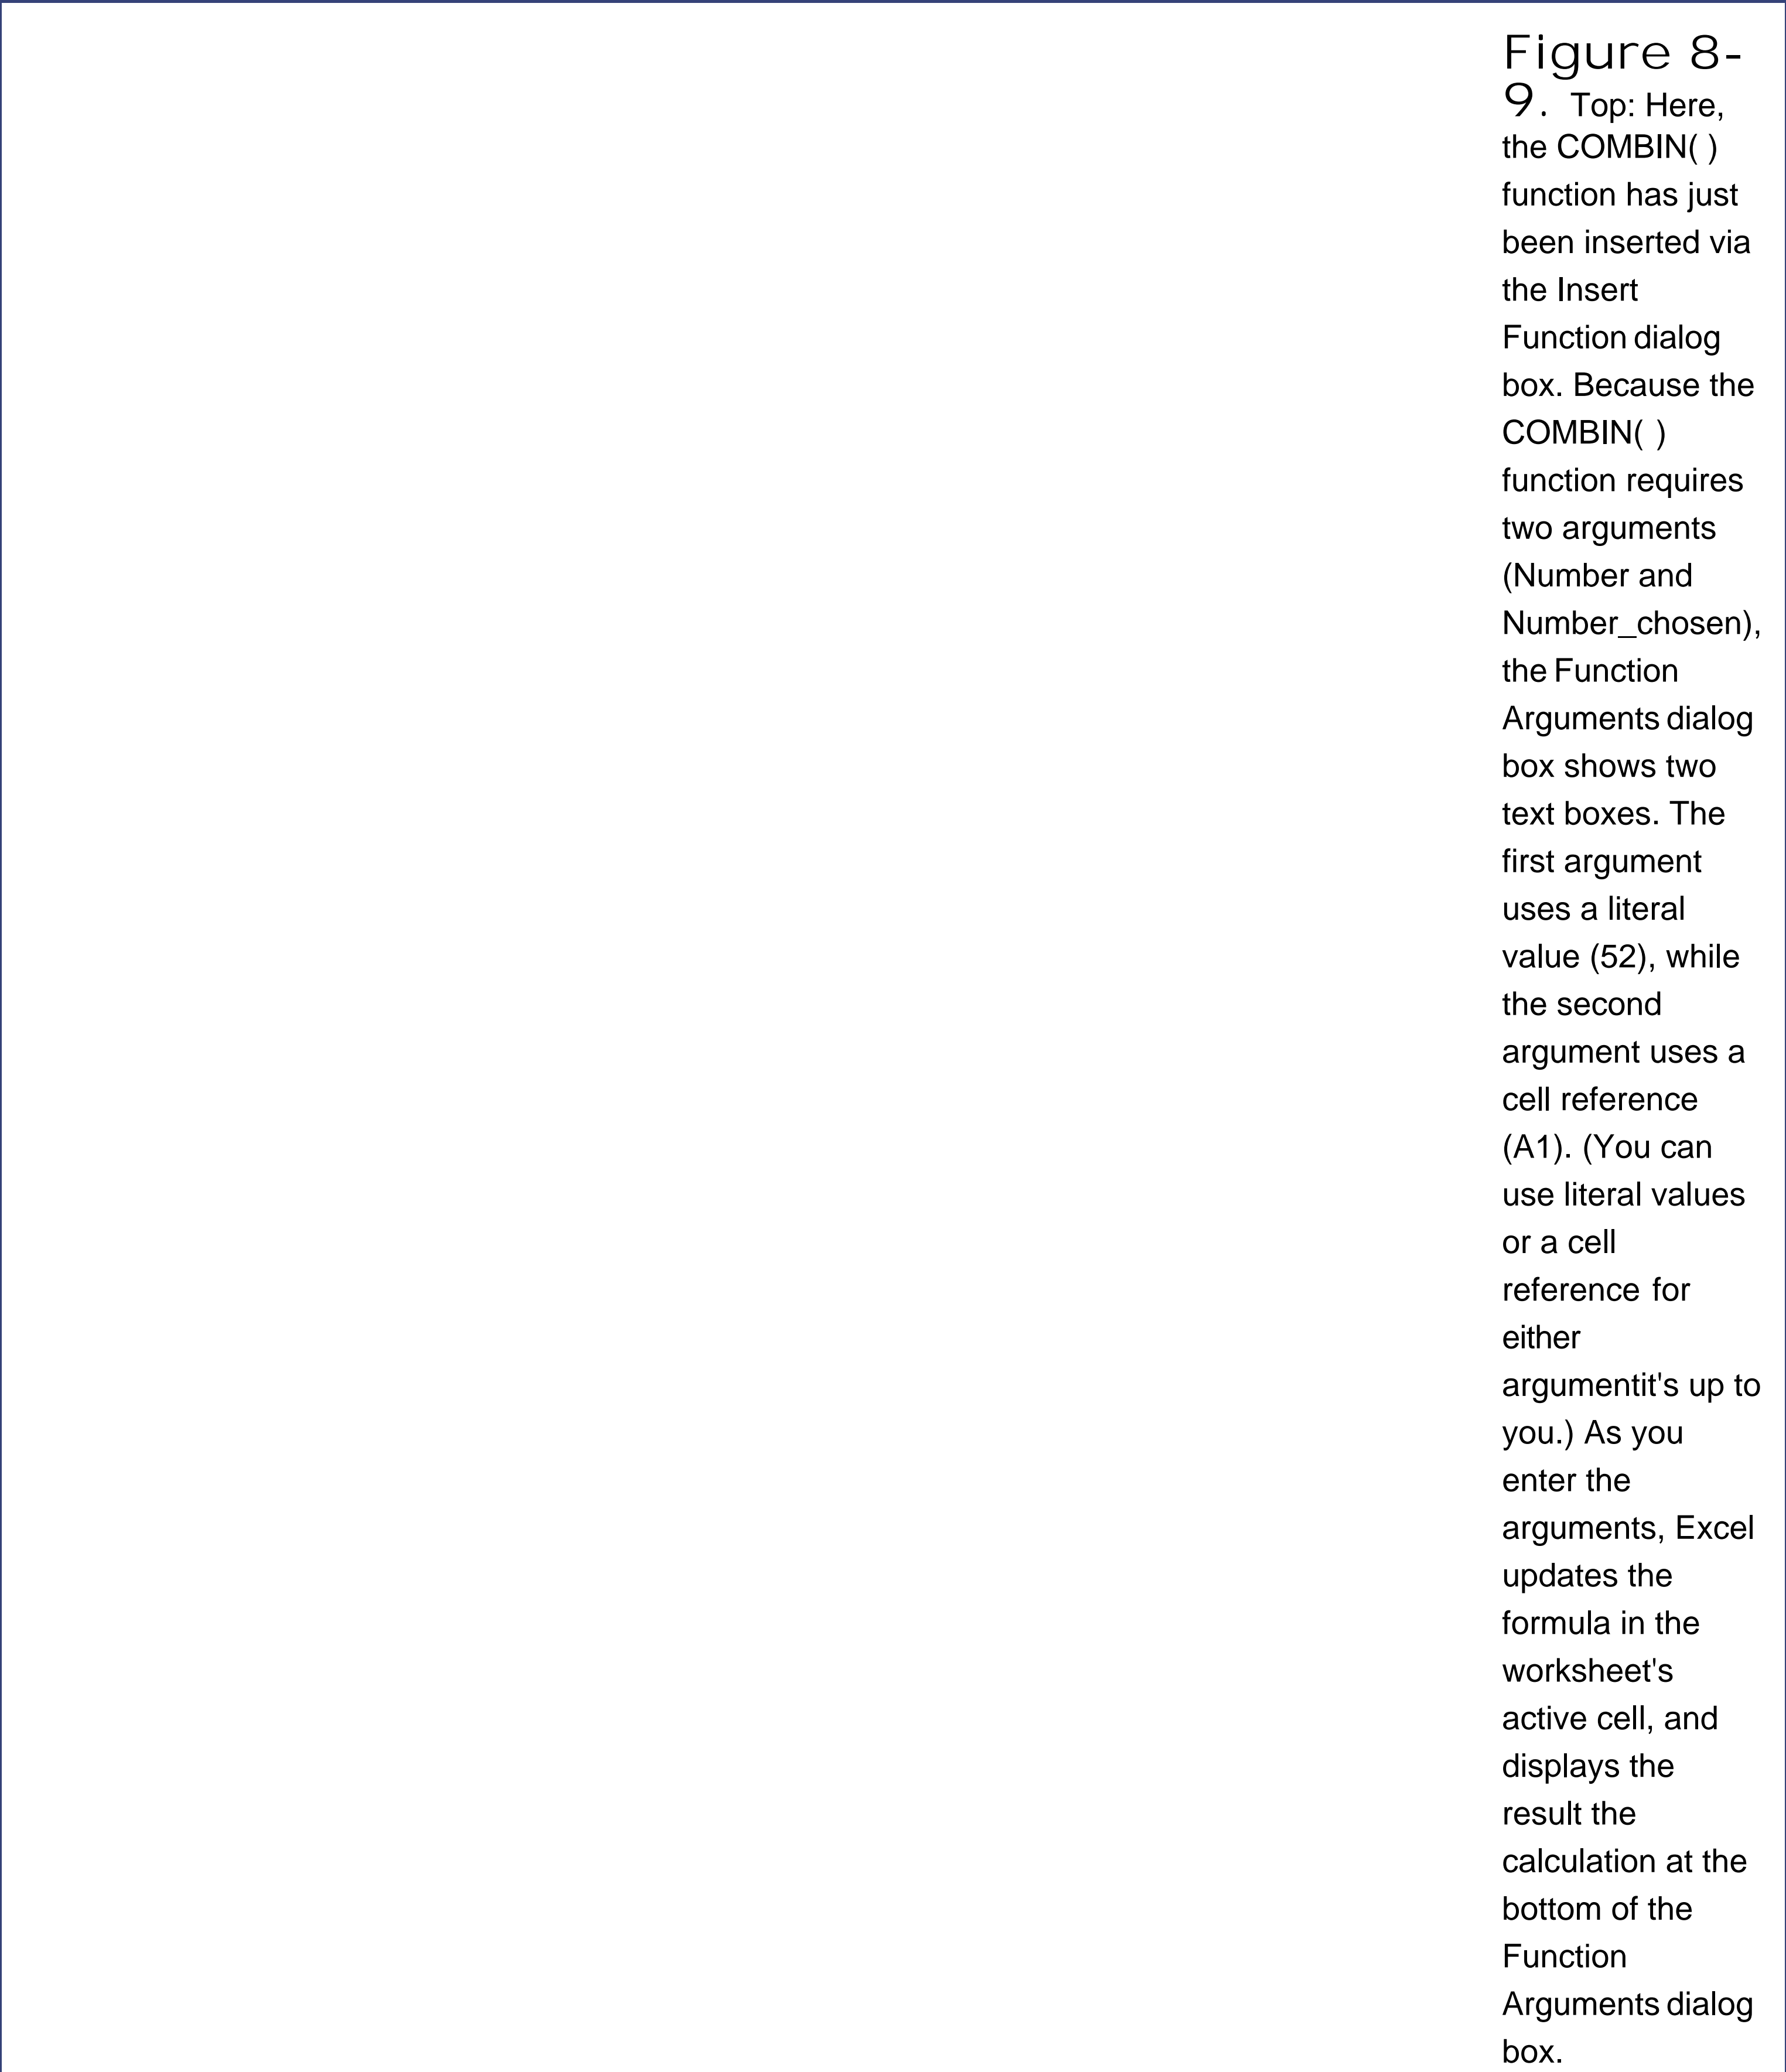 Figure 8-
9. Top: Here,
the COMBIN( )
function has just
been inserted via
the Insert
Function dialog
box. Because the
COMBIN( )
function requires
two arguments
(Number and
Number_chosen),
the Function
Arguments dialog
box shows two
text boxes. The
first argument
uses a literal
value (52), while
the second
argument uses a
cell reference
(A1). (You can
use literal values
or a cell
reference for
either
argumentit's up to
you.) As you
enter the
arguments, Excel
updates the
formula in the
worksheet's
active cell, and
displays the
result the
calculation at the
bottom of the
Function
Arguments dialog
box.